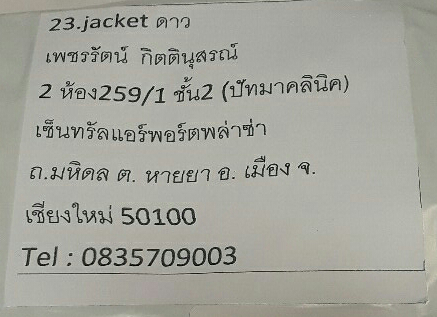 23.jacket ดาว
เพชรรัตน์ กิตตินุสรณ์
2 ห้อง259/1 ชั้น2 (ปัทมาคลินิค)
เซ็นทรัลแอร์พอร์ตพล่าซ่า
ถ.มหิดล ต. หายยา อ. เมือง จ.
เชียงใหม่ 50100
Tel : 0835709003